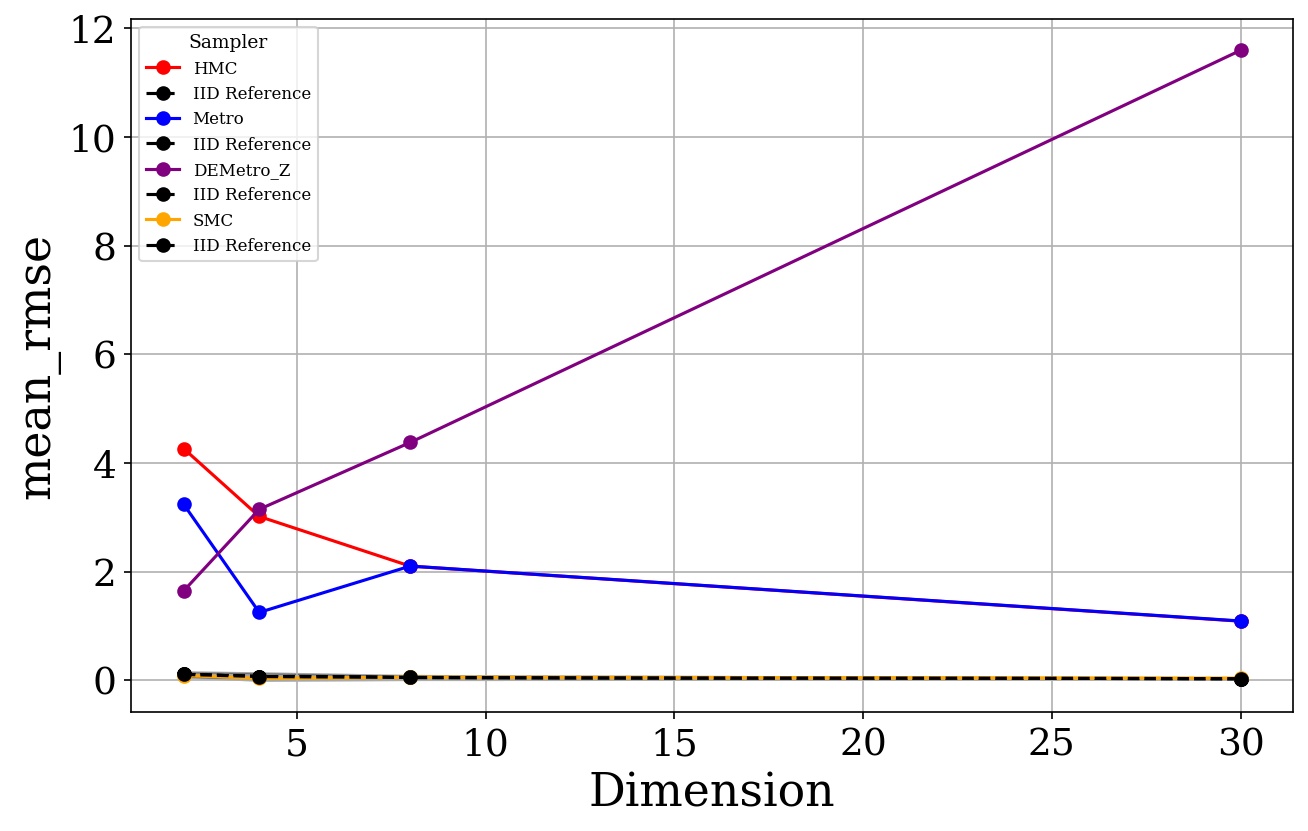 12
10
8
6
4
2
0
mean_rmse
Sampler
HMC
IID Reference
Metro
IID Reference
DEMetro_Z
IID Reference
SMC
IID Reference
5 10 15 20 25 30
Dimension